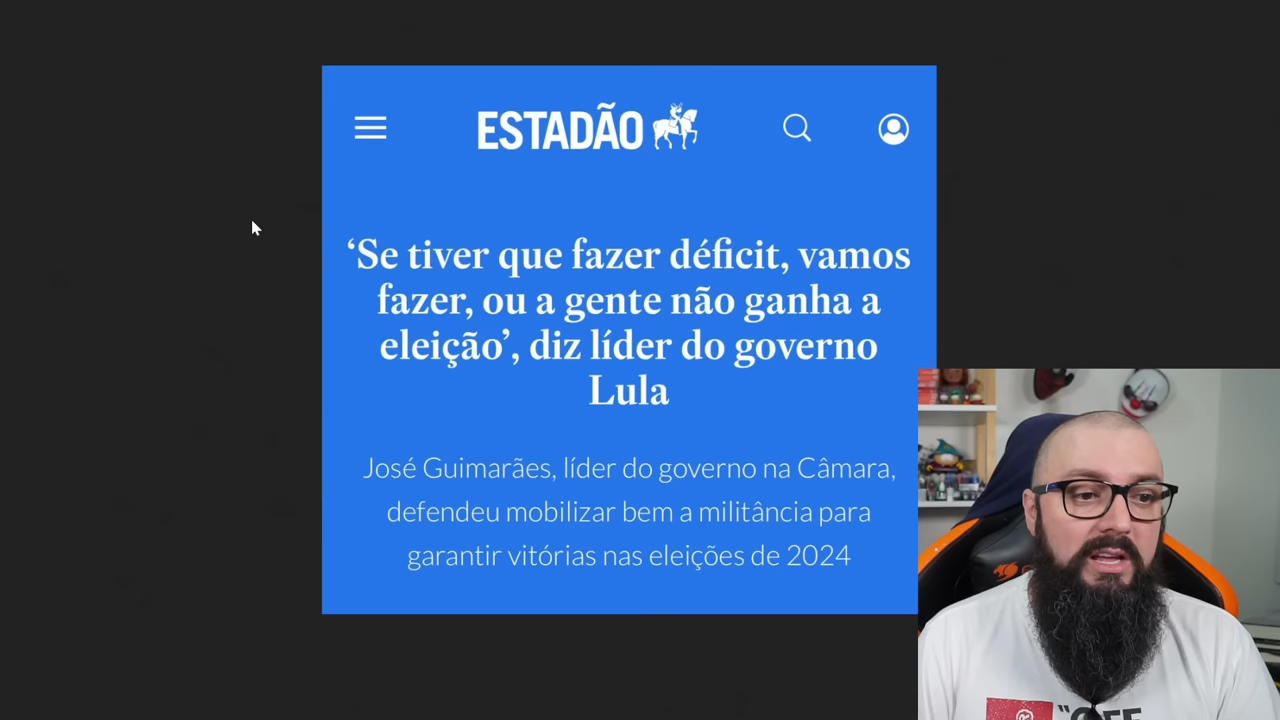 ESTADÃO
‘Se tiver que fazer déficit, vamos
fazer, ou a gente não ganha a
eleição’, diz líder do governo
Lula
José Guimarães, líder do governo na Câmara,
defendeu mobilizar bem a militância para
garantir vitórias nas eleições de 2024